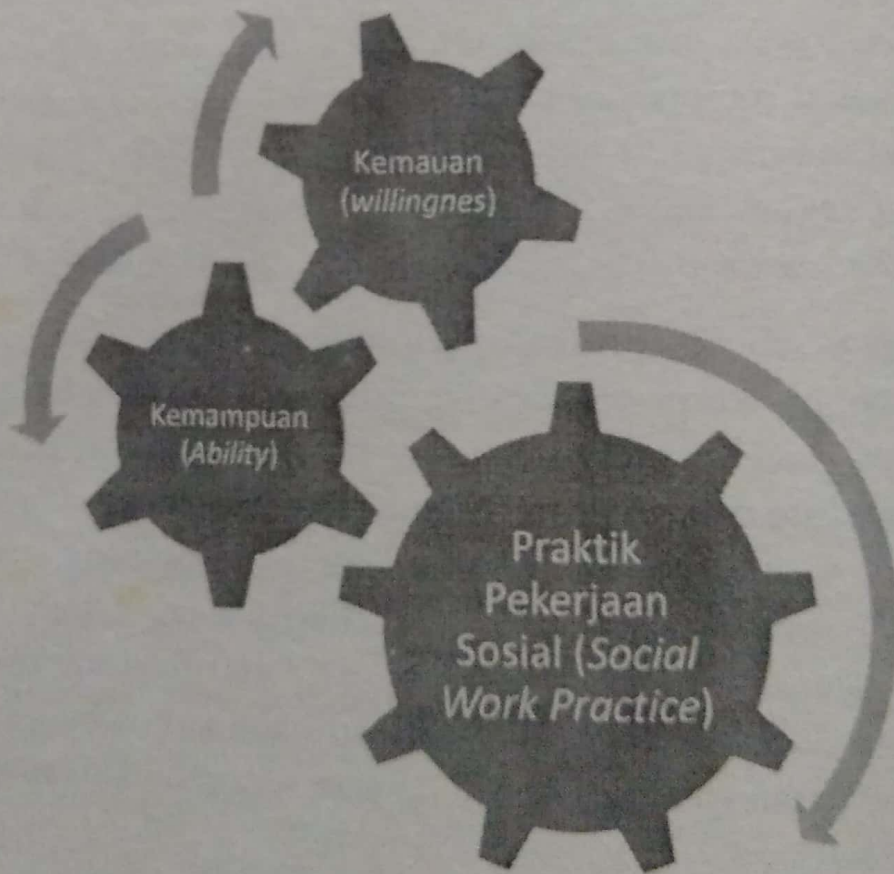 Kemauan
(willingnes)
Kemampuan
(Ability)
Praktik
Pekerjaan
Sosial (Social
Work Practice)